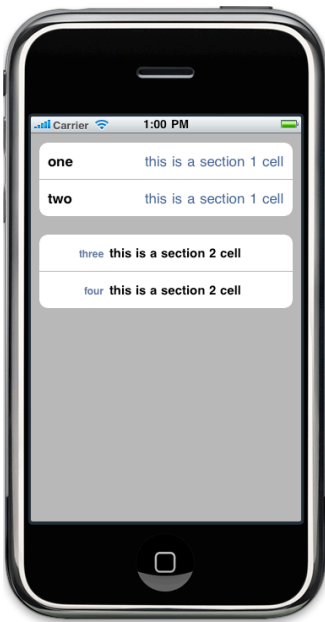 Carrier 1:00 PM
one this is a section 1 cell
two this is a section 1 cell
three this is a section 2 cell
four this is a section 2 cell